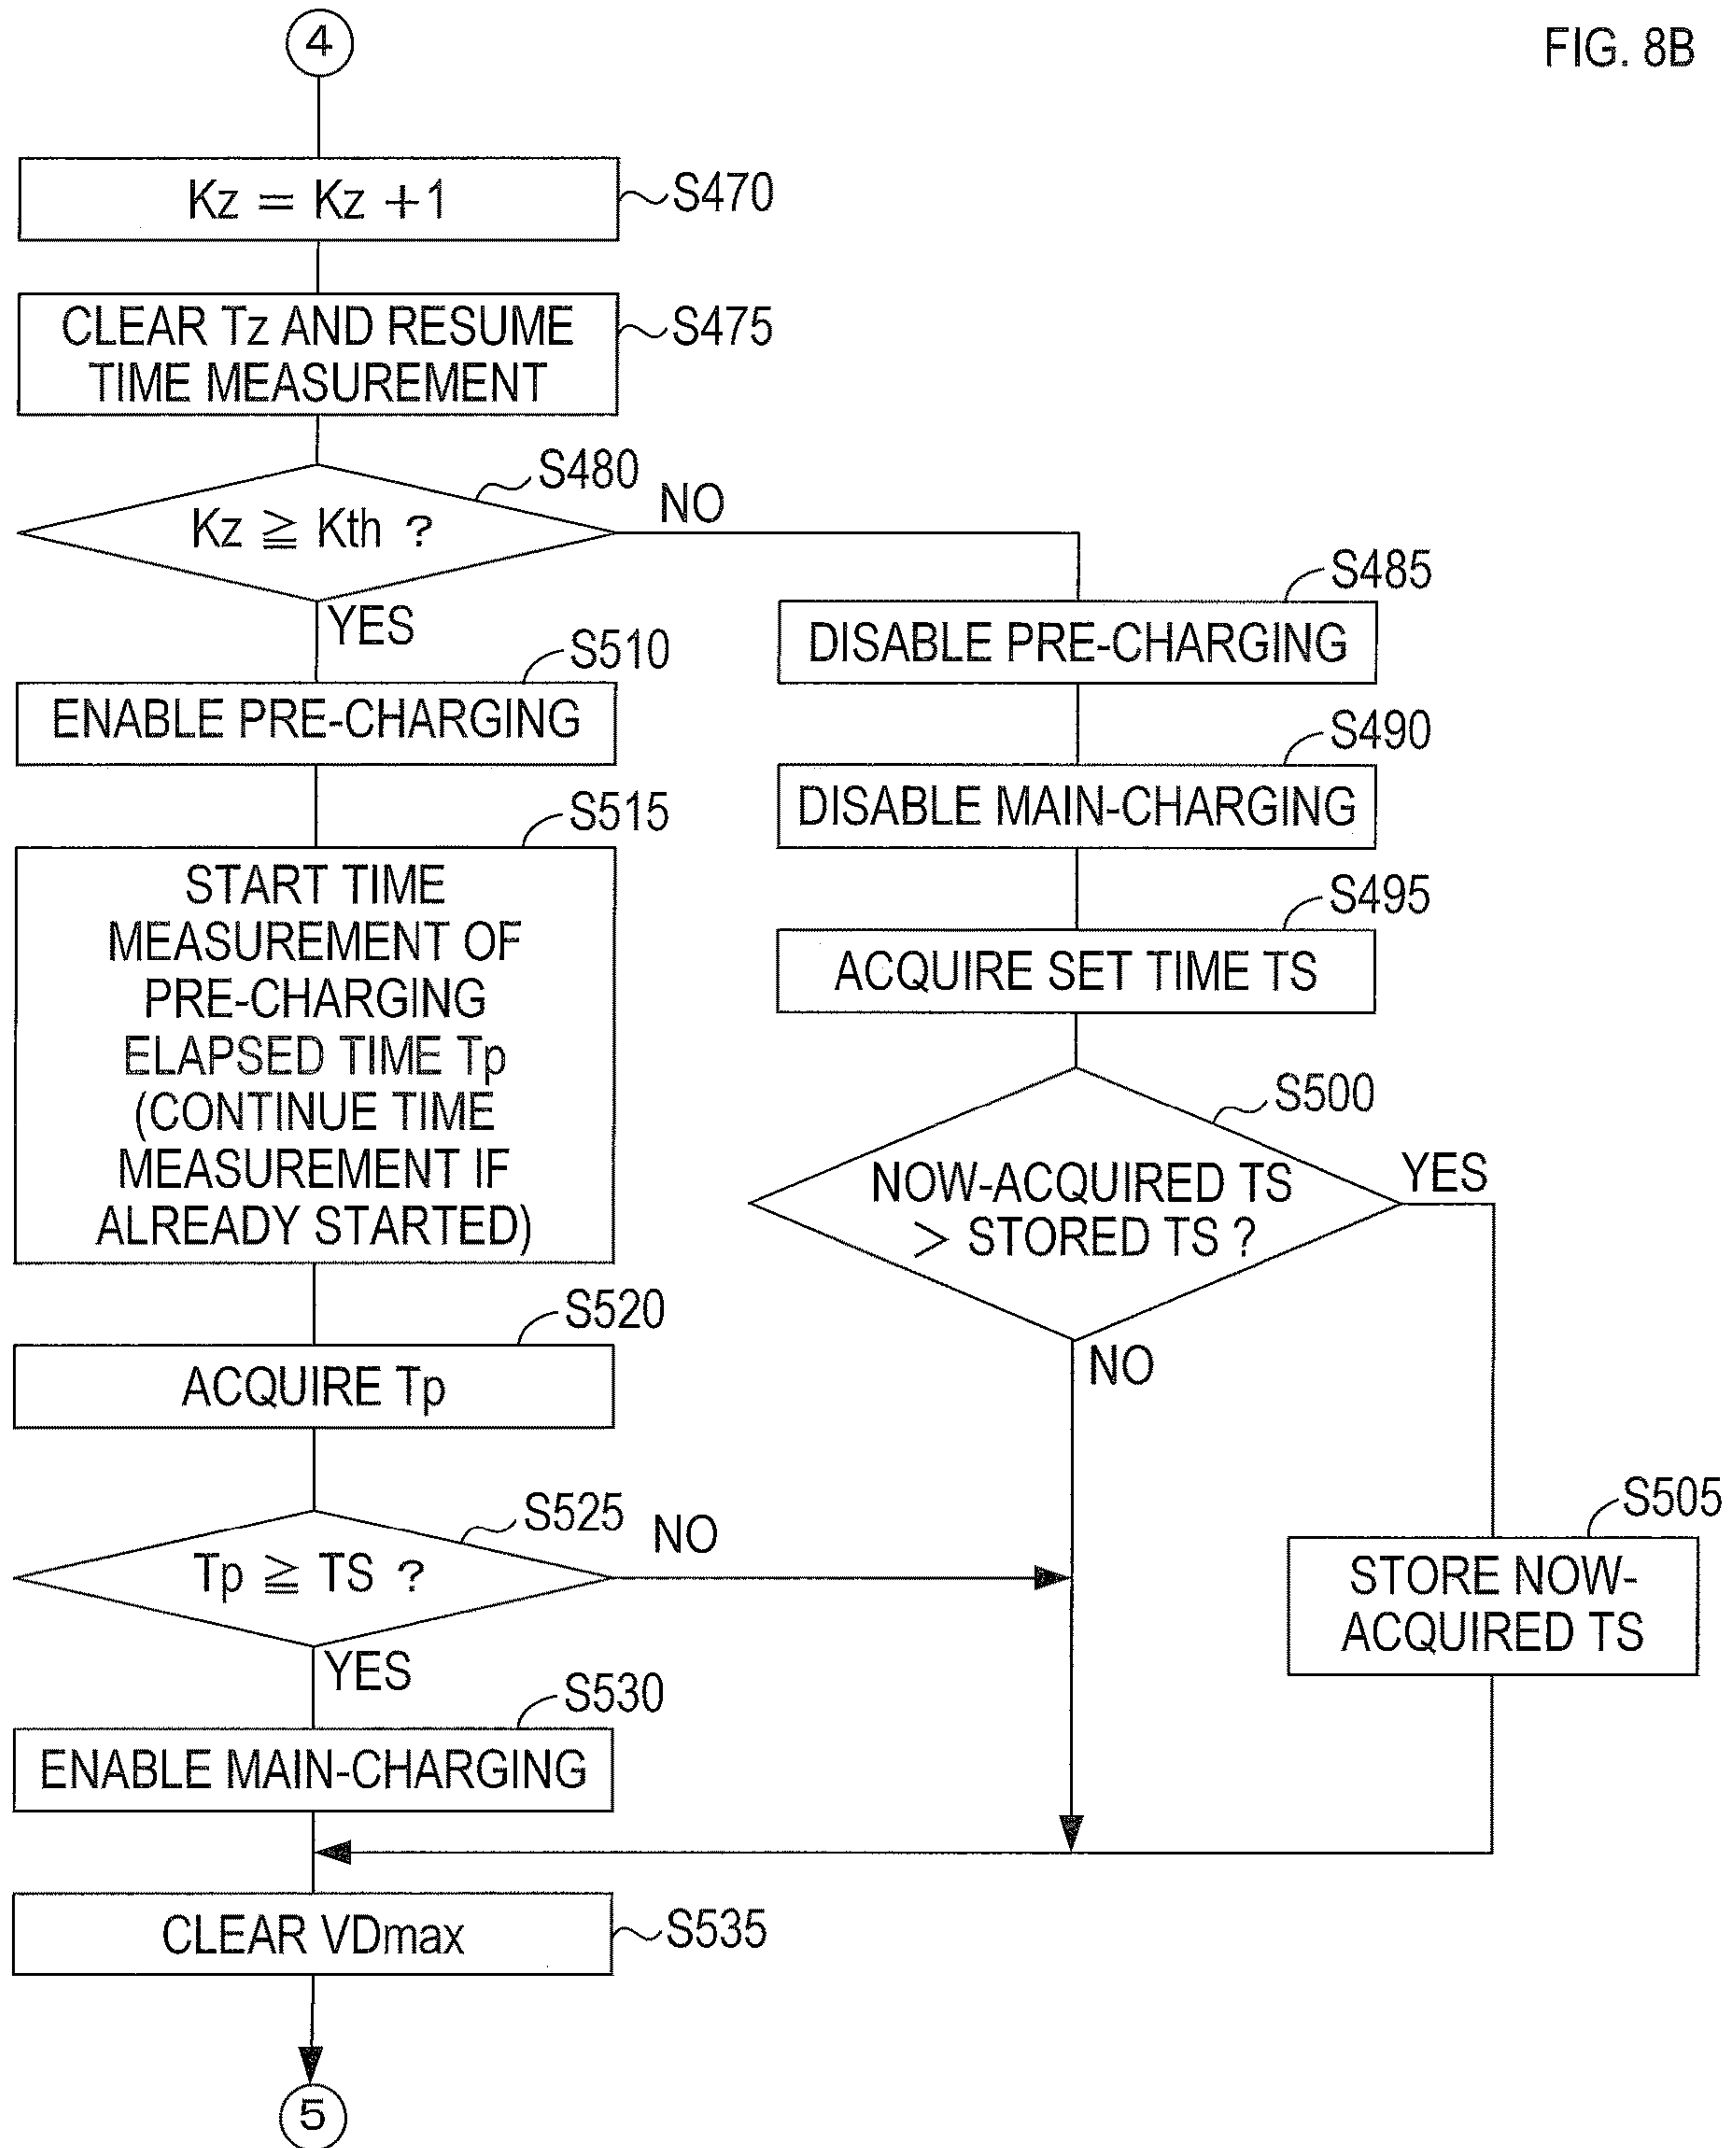 FIG. 8B
4
Kz = Kz +1
S470
CLEAR Tz AND RESUME
TIME MEASUREMENT
S475
S480
Kz ≧ Kth ?
NO
YES
S485
DISABLE PRE-CHARGING
S490
DISABLE MAIN-CHARGING
S495
ACQUIRE SET TIME TS
S500
NOW-ACQUIRED TS
> STORED TS ?
YES
NO
S505
STORE NOW-
ACQUIRED TS
S510
ENABLE PRE-CHARGING
S515
START TIME
MEASUREMENT OF
PRE-CHARGING
ELAPSED TIME Tp
(CONTINUE TIME
MEASUREMENT IF
ALREADY STARTED)
S520
ACQUIRE Tp
S525
Tp ≧ TS ?
NO
YES
S530
ENABLE MAIN-CHARGING
CLEAR VDmax
S535
5